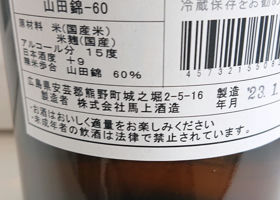 山田錦-60
冷蔵保存をお勧め
原材料 米(国産米)
米麹(国産)
アルコール分 15度
日本酒度 +9
精米歩合 山田錦 60%
広島県安芸郡熊野町城之堀2-5-16
製造者 株式会社馬上酒造
製造年月 '23.1
・お酒はおいしく適量をお楽しみください
・未成年者の飲酒は法律で禁止されています。